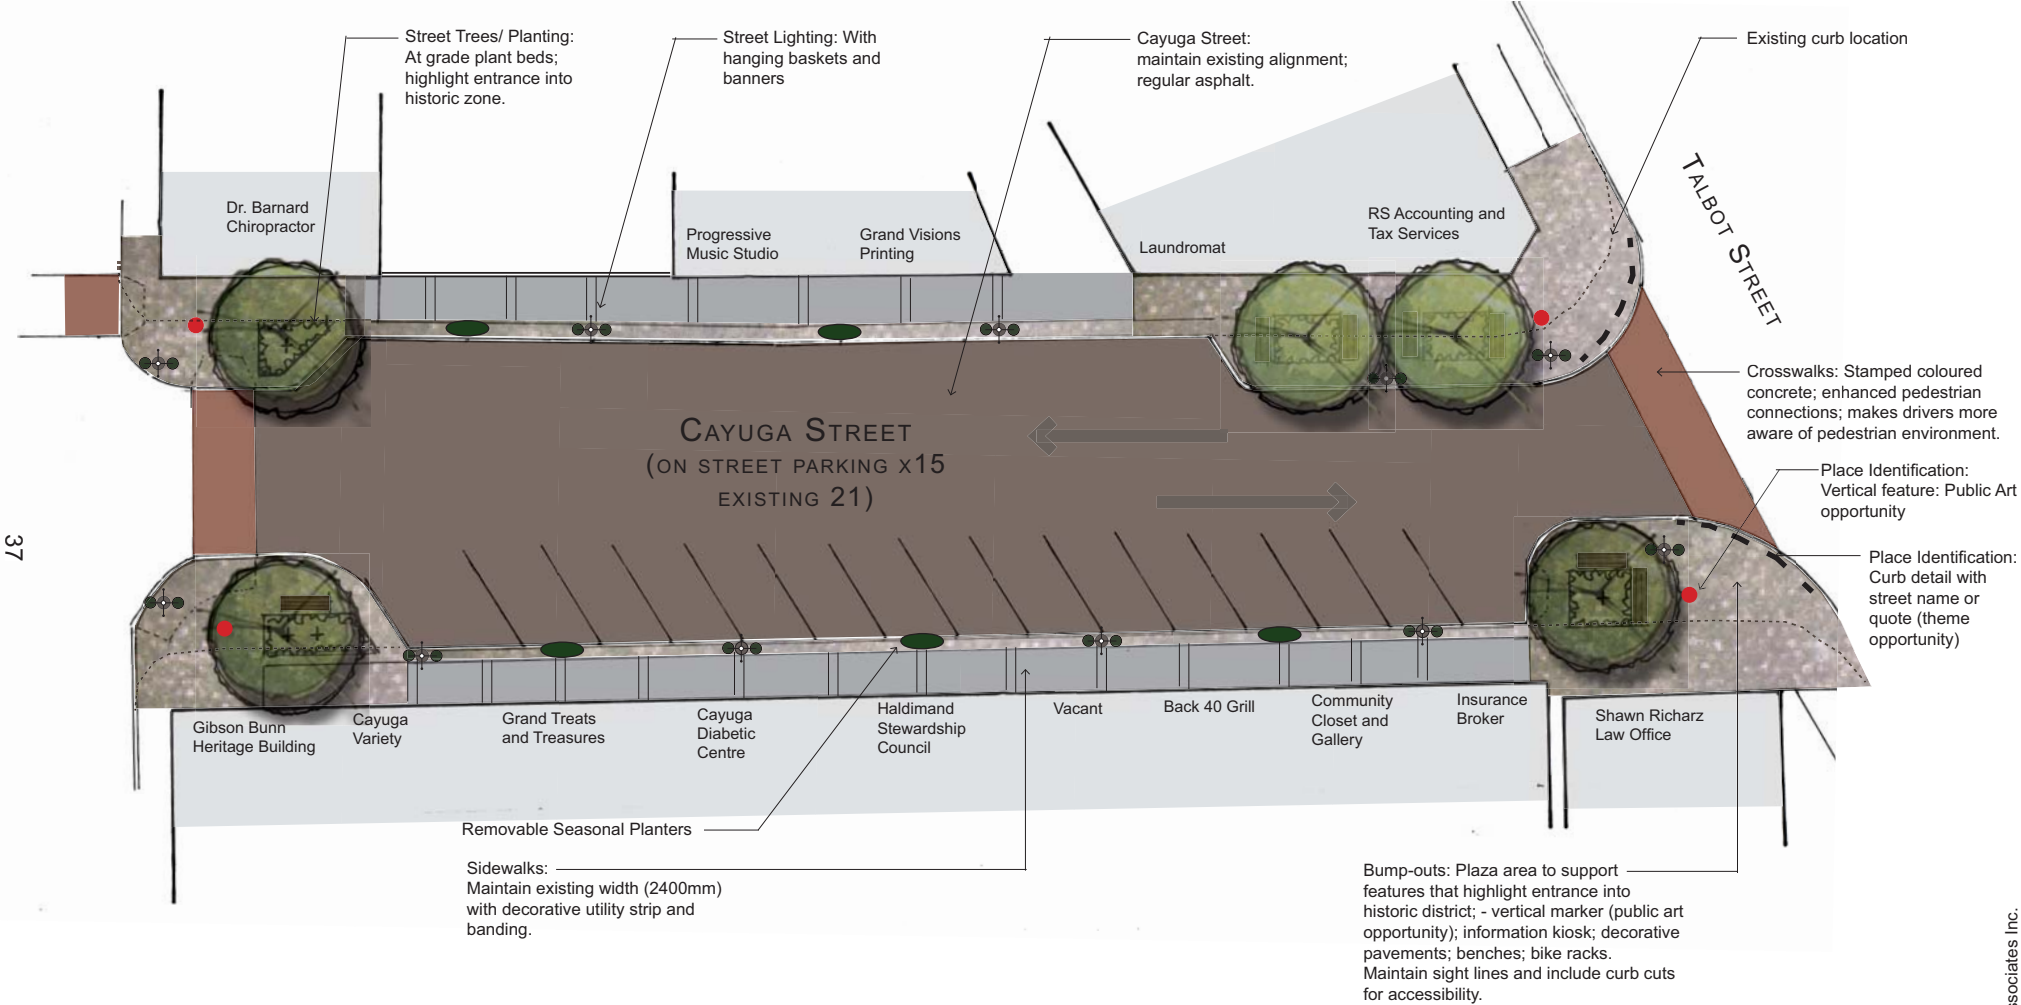 Street Trees/ Planting:
At grade plant beds;
highlight entrance into
historic zone.
Street Lighting: With
hanging baskets and
banners
Cayuga Street:
maintain existing alignment;
regular asphalt.
Existing curb location
TALBOT STREET
Dr. Barnard
Chiropractor
Progressive
Music Studio
Grand Visions
Printing
Laundromat
RS Accounting and
Tax Services
Crosswalks: Stamped coloured
concrete; enhanced pedestrian
connections; makes drivers more
aware of pedestrian environment.
CAYUGA STREET
(ON STREET PARKING X15
EXISTING 21)
Place Identification:
Vertical feature: Public Art
opportunity
Place Identification:
Curb detail with
street name or
quote (theme
opportunity)
37
Gibson Bunn
Heritage Building
Cayuga
Variety
Grand Treats
and Treasures
Cayuga
Diabetic
Centre
Haldimand
Stewardship
Council
Vacant
Back 40 Grill
Community
Closet and
Gallery
Insurance
Broker
Shawn Richarz
Law Office
Removable Seasonal Planters
Sidewalks:
Maintain existing width (2400mm)
with decorative utility strip and
banding.
Bump-outs: Plaza area to support
features that highlight entrance into
historic district; - vertical marker (public art
opportunity); information kiosk; decorative
pavements; benches; bike racks.
Maintain sight lines and include curb cuts
for accessibility.
ssociates Inc.